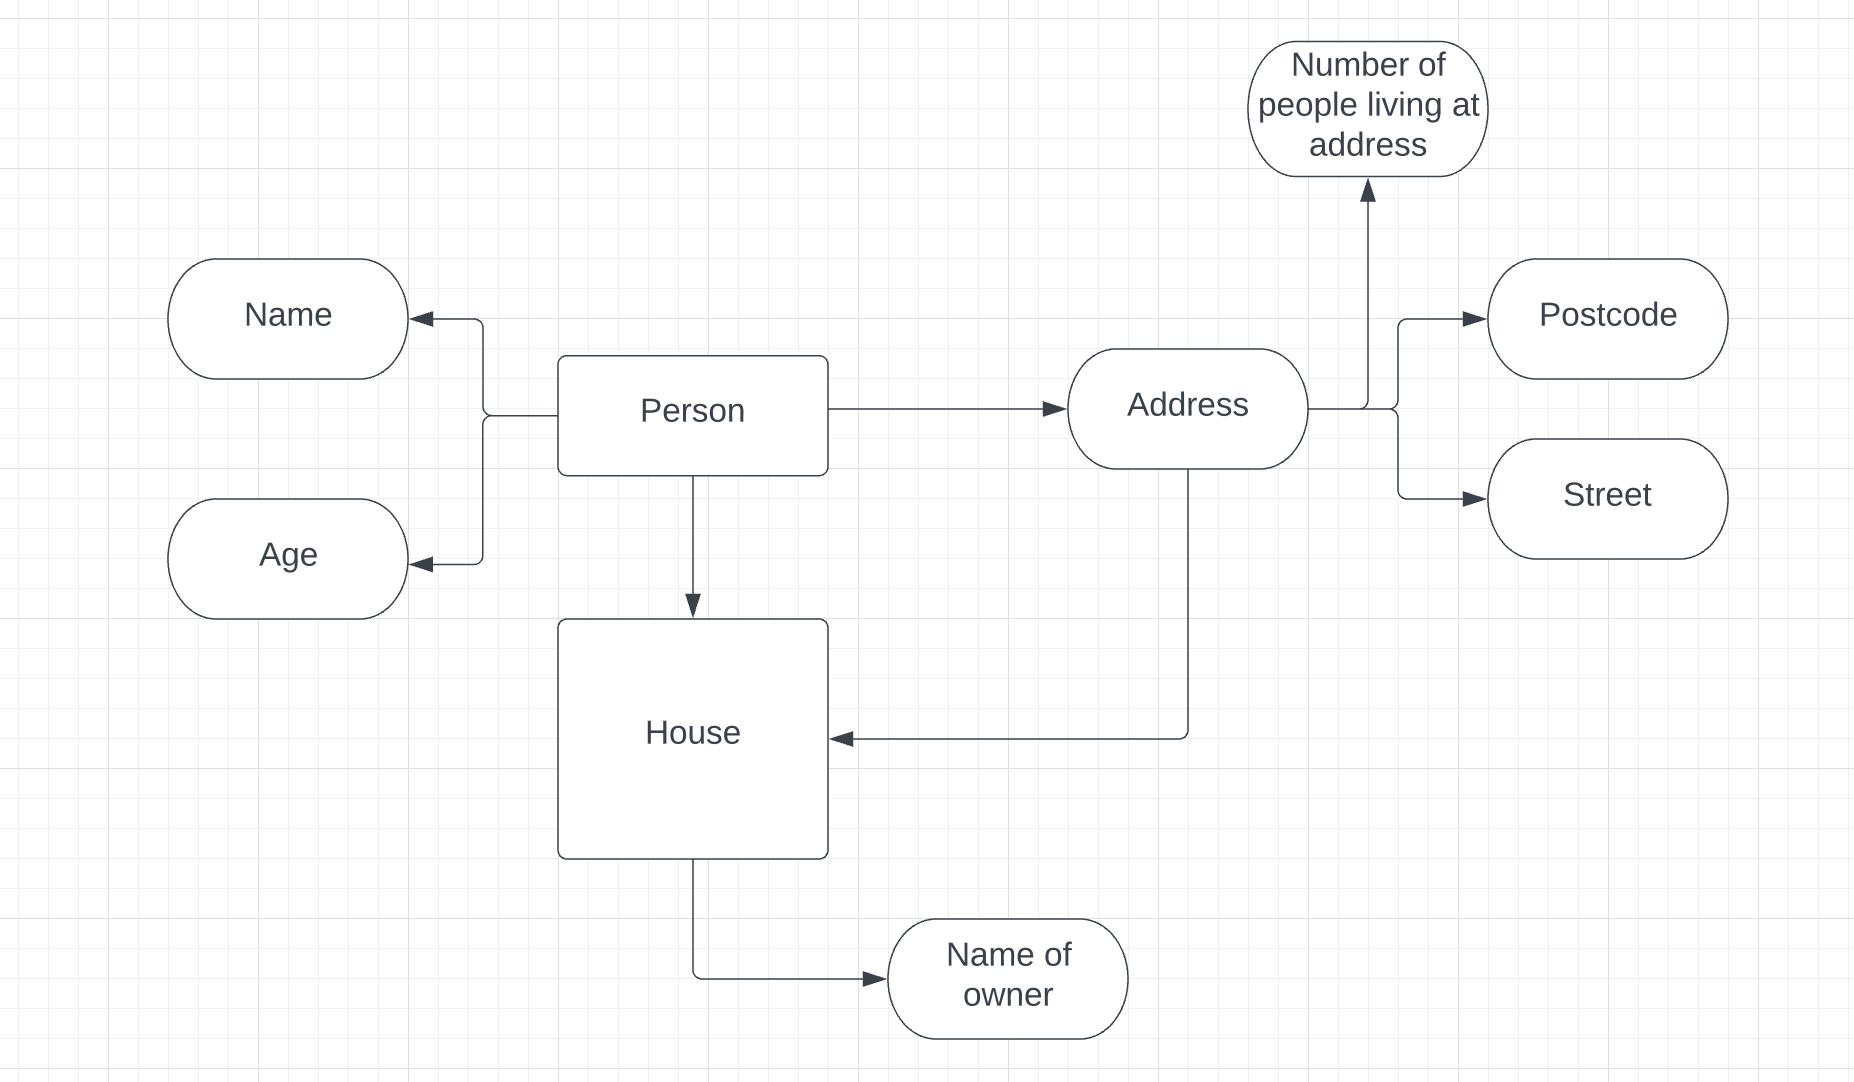 Number of
people living at
address
Name
Postcode
Person
Address
Street
Age
House
Name of
owner